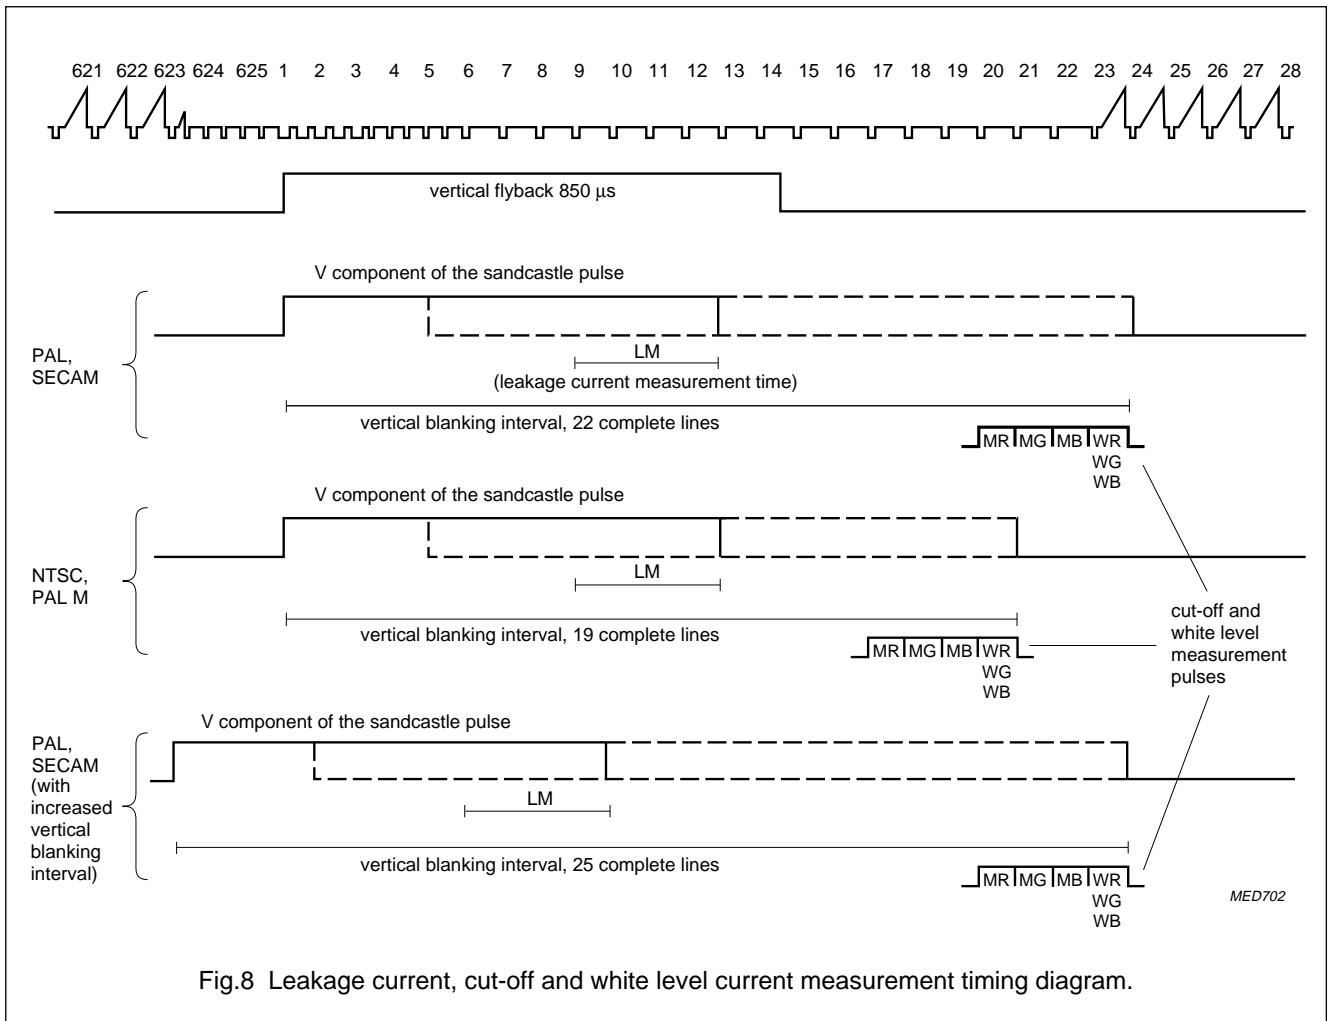 621 622 623 624 625 1 2 3 4 5 6 7 8 9 10 11 12 13 14 15 16 17 18 19 20 21 22 23 24 25 26 27 28
vertical flyback 850 μs
V component of the sandcastle pulse
PAL,
SECAM
LM
(leakage current measurement time)
vertical blanking interval, 22 complete lines
MR MG MB WR
WG
WB
V component of the sandcastle pulse
NTSC,
PAL M
LM
vertical blanking interval, 19 complete lines
MR MG MB WR
WG
WB
cut-off and
white level
measurement
pulses
V component of the sandcastle pulse
PAL,
SECAM
(with
increased
vertical
blanking
interval)
LM
vertical blanking interval, 25 complete lines
MR MG MB WR
WG
WB
MED702
Fig.8 Leakage current, cut-off and white level current measurement timing diagram.